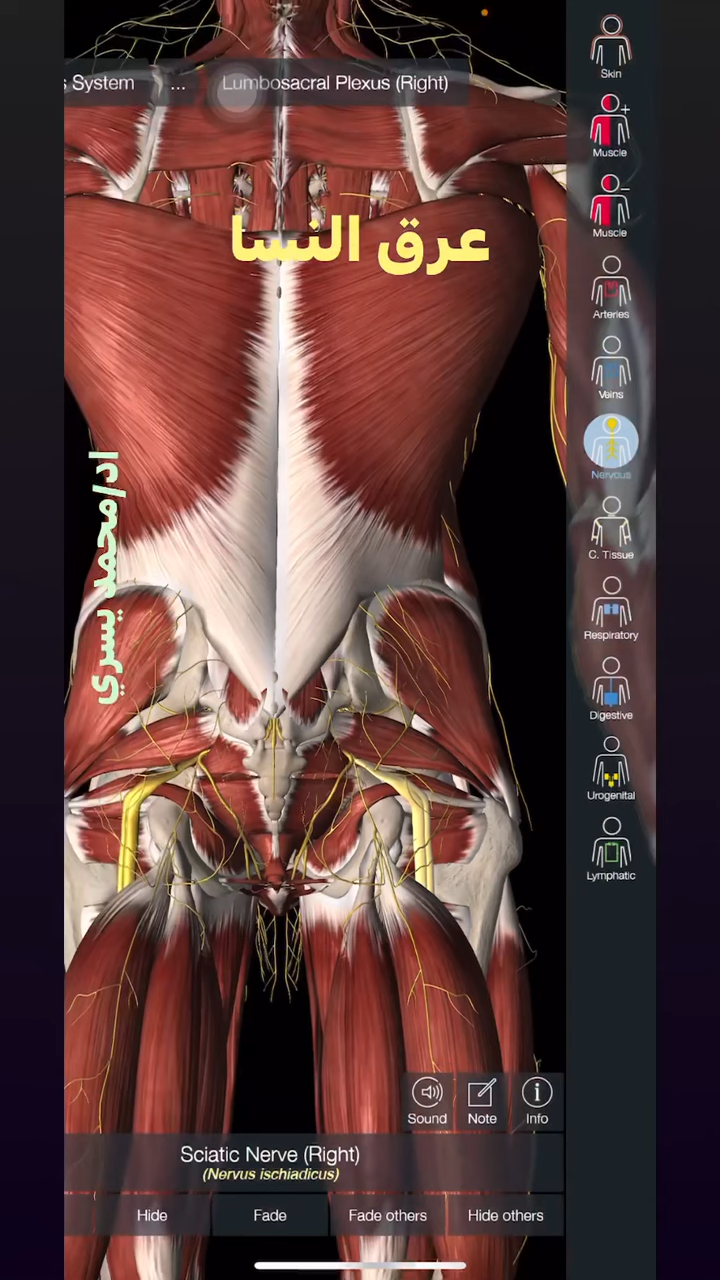 Skin
s System
...
Lumbosacral Plexus (Right)
Muscle
Muscle
عرق النسا
Arteries
Veins
Nervous
اد/محمد يسري
C. Tissue
Respiratory
Digestive
Urogenital
Lymphatic
Sound
Note
Info
Sciatic Nerve (Right)
(Nervus ischiadicus)
Hide
Fade
Fade others
Hide others